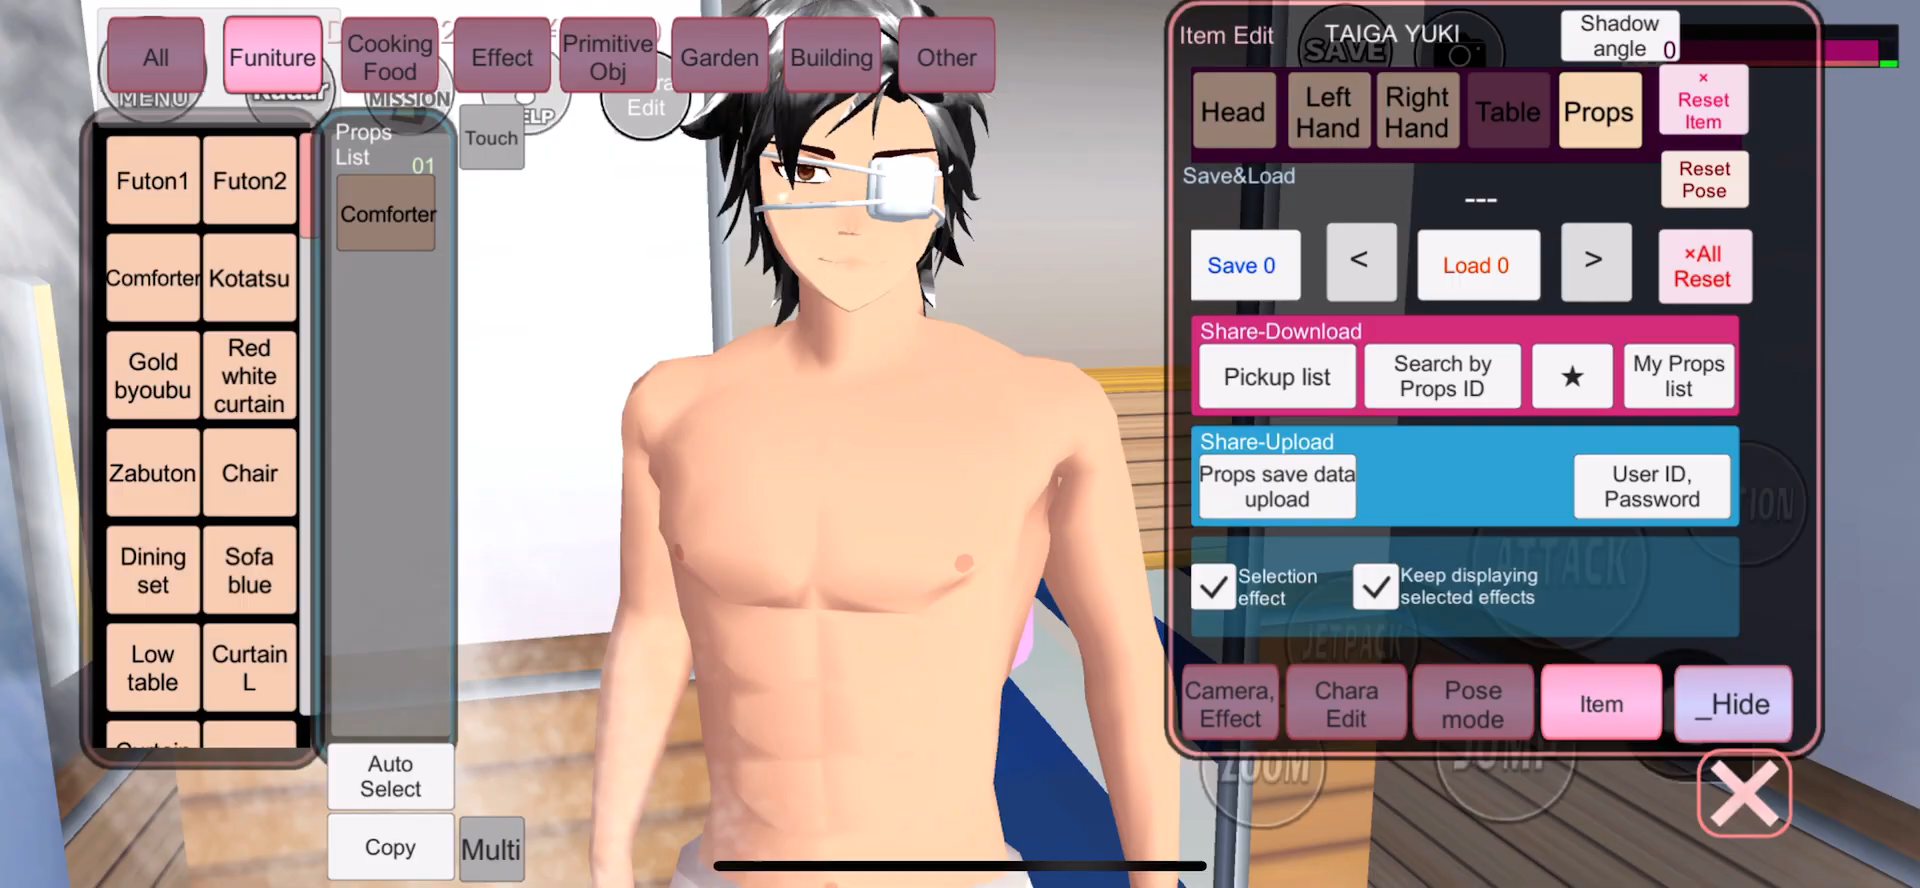 All
Funiture
Cooking
Food
Effect
Primitive
Obj
Garden
Building
Other
MENU
Radar
MISSION
Edit
Touch
Props
List
01
Comforter
Futon1
Futon2
Comforter
Kotatsu
Gold
byoubu
Red
white
curtain
Zabuton
Chair
Dining
set
Sofa
blue
Low
table
Curtain
L
Auto
Select
Copy
Multi
Item Edit
TAIGA YUKI
SAVE
Shadow
angle
0
Head
Left
Hand
Right
Hand
Table
Props
×
Reset
Item
Save&Load
---
Reset
Pose
Save 0
<
Load 0
>
×All
Reset
Share-Download
Pickup list
Search by
Props ID
★
My Props
list
Share-Upload
Props save data
upload
User ID,
Password
ATTACK
Selection
effect
Keep displaying
selected effects
JETPACK
Camera,
Effect
Chara
Edit
Pose
mode
Item
_Hide
ZOOM
JUMP